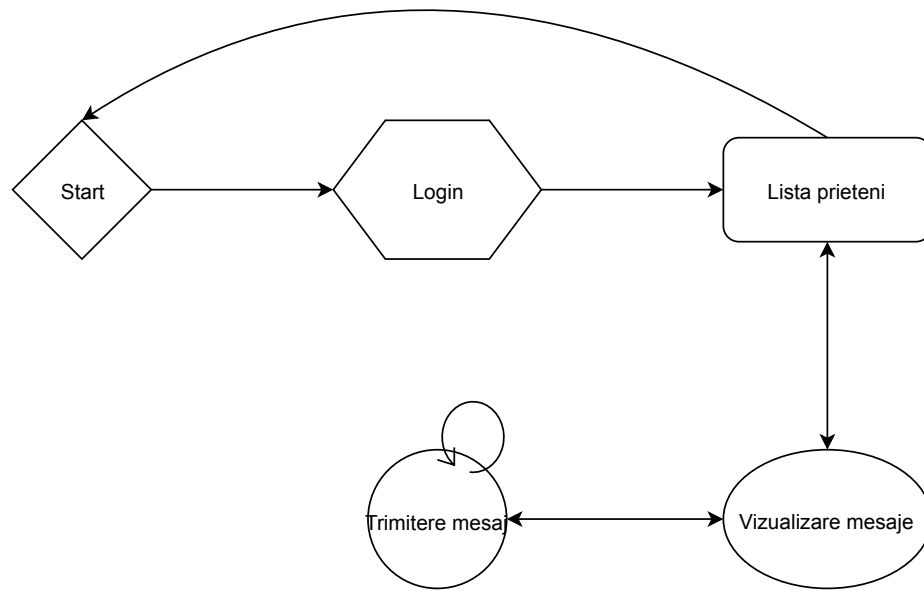 Start
Login
Lista prieteni
Trimitere mesaj
Vizualizare mesaje